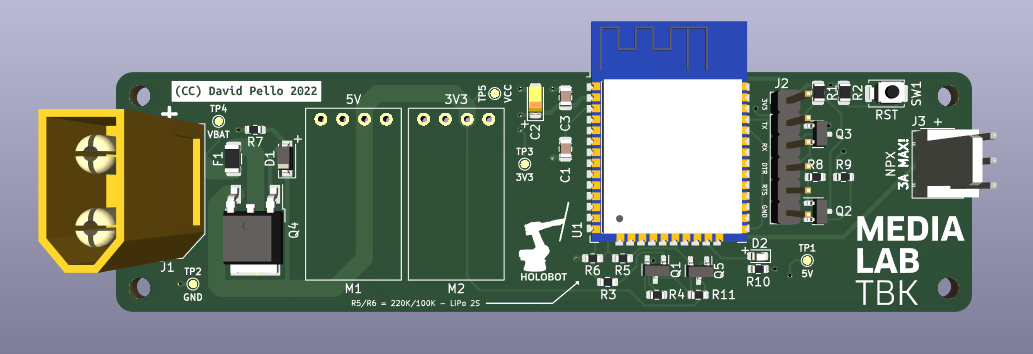 (CC) David Pello 2022
+
TP4
VBAT
R7
F1
D1
+
Q4
J1
TP2
GND
5V
M1
3V3
M2
R5/R6 = 220K/100K - LiPo 2S
TP5
VCC
+
C2
C3
C1
TP3
3V3
HOLOBOT
U1
R6
R5
R3
Q1
R4
Q5
R11
+
D2
R10
TP1
5V
J2
3V3
TX
RX
DTR
RTS
GND
R1
R2
Q3
R8
R9
Q2
SW1
RST
J3 +
NPX
3A MAX!
MEDIA
LAB
TBK